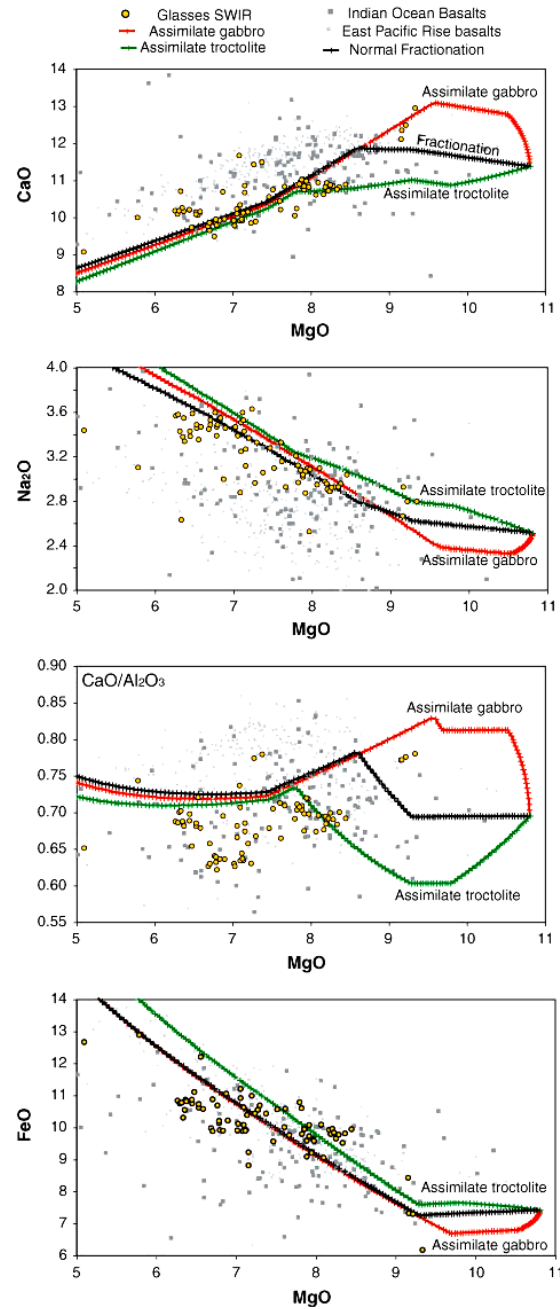 Glasses SWIR
Indian Ocean Basalts
Assimilate gabbro
East Pacific Rise basalts
Assimilate troctolite
Normal Fractionation
14
13
12
11
10
9
8
CaO
Assimilate gabbro
Fractionation
Assimilate troctolite
5 6 7 8 9 10 11
MgO
4.0
3.6
3.2
2.8
2.4
2.0
Na₂O
Assimilate troctolite
Assimilate gabbro
5 6 7 8 9 10 11
MgO
0.90
0.85
0.80
0.75
0.70
0.65
0.60
0.55
CaO/Al₂O₃
Assimilate gabbro
Assimilate troctolite
5 6 7 8 9 10 11
MgO
14
13
12
11
10
9
8
7
6
FeO
Assimilate troctolite
Assimilate gabbro
5 6 7 8 9 10 11
MgO